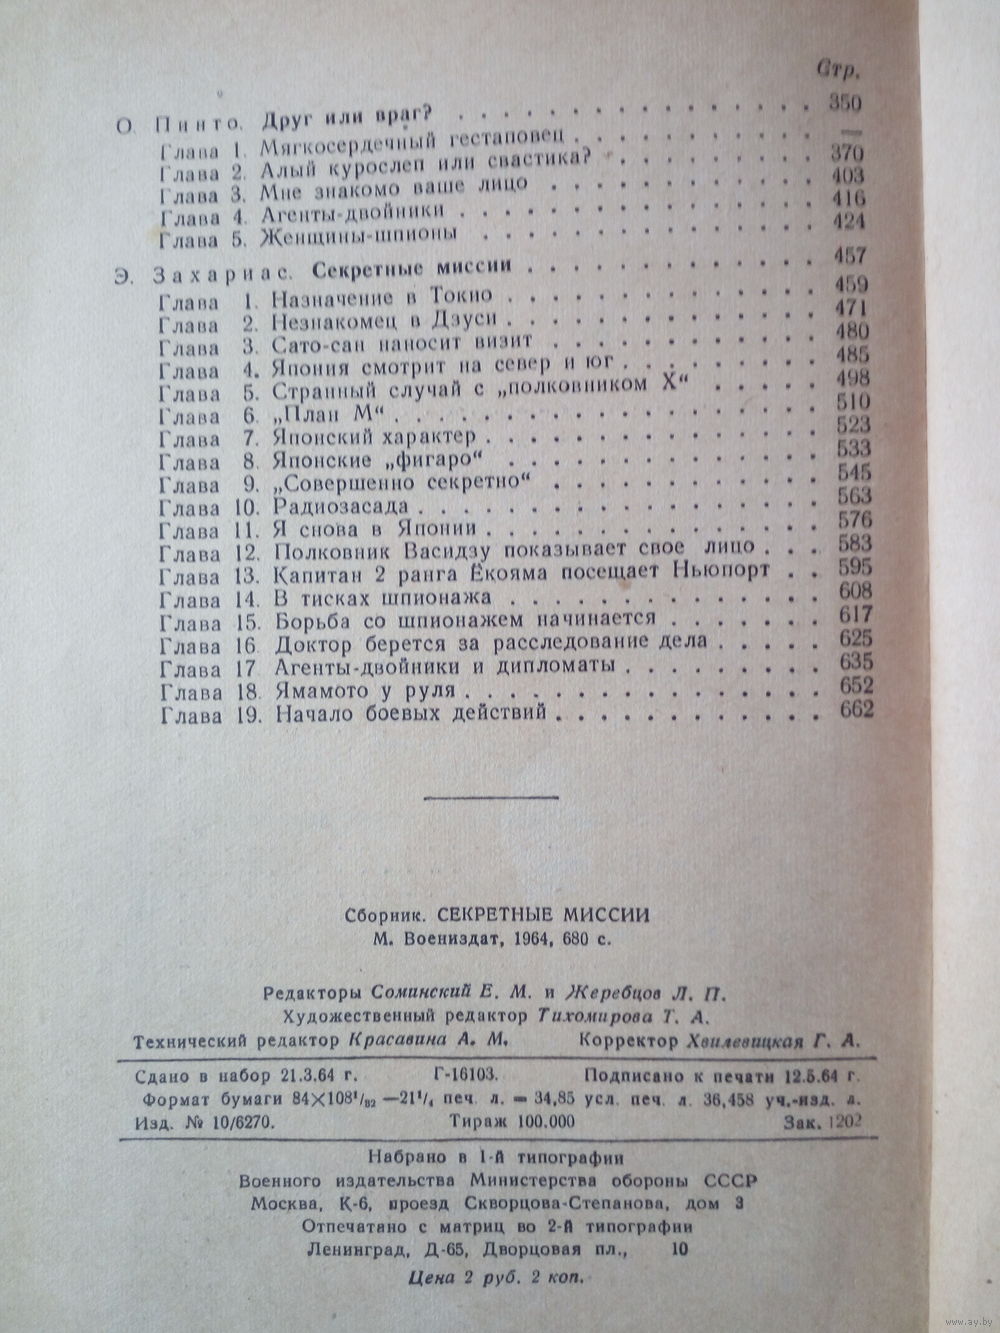 Стр.
О. Пинто. Друг или враг? . . . . . . . . . . . . . . . . 350
Глава 1. Мягкосердечный гестаповец . . . . . . . . . . . —
Глава 2. Алый курослеп или свастика? . . . . . . . . . . 370
Глава 3. Мне знакомо ваше лицо . . . . . . . . . . . . 403
Глава 4. Агенты-двойники . . . . . . . . . . . . . . . . 416
Глава 5. Женщины-шпионы . . . . . . . . . . . . . . . 424
Э. Захариас. Секретные миссии . . . . . . . . . . . . . 457
Глава 1. Назначение в Токио . . . . . . . . . . . . . . 459
Глава 2. Незнакомец в Дзуси . . . . . . . . . . . . . . 471
Глава 3. Сато-сан наносит визит . . . . . . . . . . . . 480
Глава 4. Япония смотрит на север и юг . . . . . . . . . 485
Глава 5. Странный случай с „полковником X“ . . . . . 498
Глава 6. „План М“ . . . . . . . . . . . . . . . . . . . 510
Глава 7. Японский характер . . . . . . . . . . . . . . . 523
Глава 8. Японские „фигаро“ . . . . . . . . . . . . . . 533
Глава 9. „Совершенно секретно“ . . . . . . . . . . . . 545
Глава 10. Радиозасада . . . . . . . . . . . . . . . . . . 563
Глава 11. Я снова в Японии . . . . . . . . . . . . . . . 576
Глава 12. Полковник Васидзу показывает свое лицо . . . 583
Глава 13. Капитан 2 ранга Ёкояма посещает Ньюпорт . . 595
Глава 14. В тисках шпионажа . . . . . . . . . . . . . . 608
Глава 15. Борьба со шпионажем начинается . . . . . . . 617
Глава 16. Доктор берется за расследование дела . . . . . 625
Глава 17. Агенты-двойники и дипломаты . . . . . . . . . 635
Глава 18. Ямамото у руля . . . . . . . . . . . . . . . . 652
Глава 19. Начало боевых действий . . . . . . . . . . . . 662
Сборник. СЕКРЕТНЫЕ МИССИИ
М. Воениздат, 1964, 680 с.
Редакторы Соминский Е. М. и Жеребцов Л. П.
Художественный редактор Тихомирова Т. А.
Технический редактор Красавина А. М. Корректор Хвилевицкая Г. А.
Сдано в набор 21.3.64 г. Г-16103. Подписано к печати 12.5.64 г.
Формат бумаги 84×108¹/₃₂ —21¹/₄ печ. л. = 34,85 усл. печ. л. 36,458 уч.-изд. л.
Изд. № 10/6270. Тираж 100.000 Зак. 1202
Набрано в 1-й типографии
Военного издательства Министерства обороны СССР
Москва, К-6, проезд Скворцова-Степанова, дом 3
Отпечатано с матриц во 2-й типографии
Ленинград, Д-65, Дворцовая пл., 10
Цена 2 руб. 2 коп.
www.ay.by